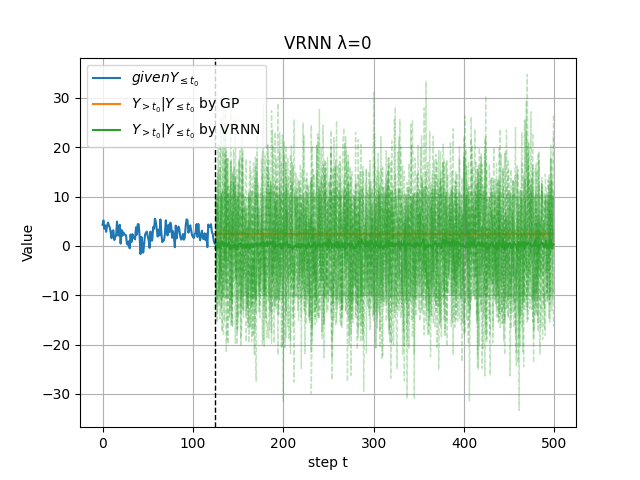 VRNN λ=0
givenY≤t₀
Y>t₀|Y≤t₀ by GP
Y>t₀|Y≤t₀ by VRNN
Value
30
20
10
0
−10
−20
−30
0
100
200
300
400
500
step t